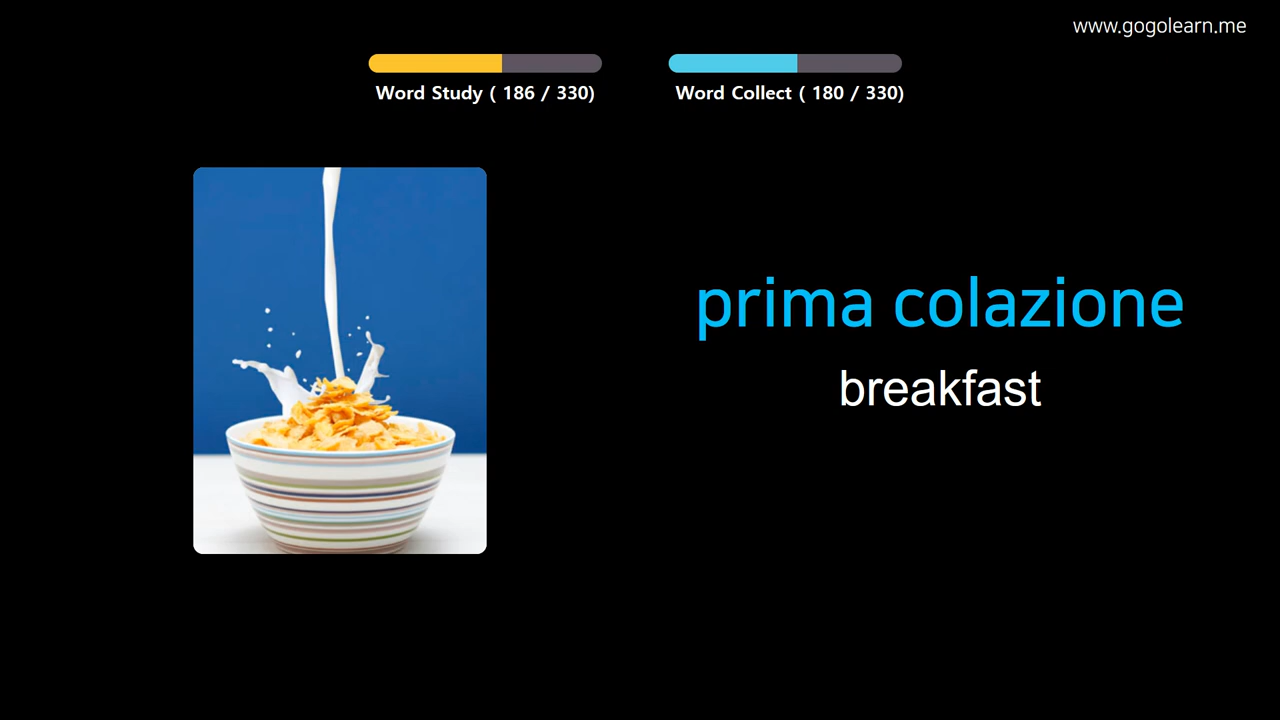 www.gogolearn.me
Word Study ( 186 / 330)
Word Collect ( 180 / 330)
prima colazione
breakfast